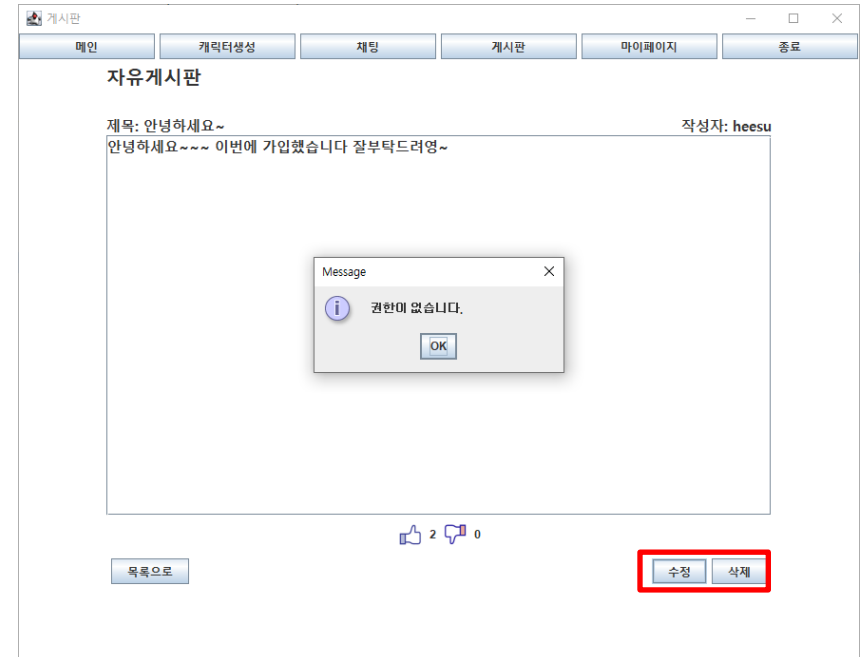 게시판
메인 캐릭터생성 채팅 게시판 마이페이지 종료
자유게시판
제목: 안녕하세요~ 작성자: heesu
안녕하세요~~~ 이번에 가입했습니다 잘부탁드려영~
Message
권한이 없습니다.
OK
2 0
목록으로 수정 삭제